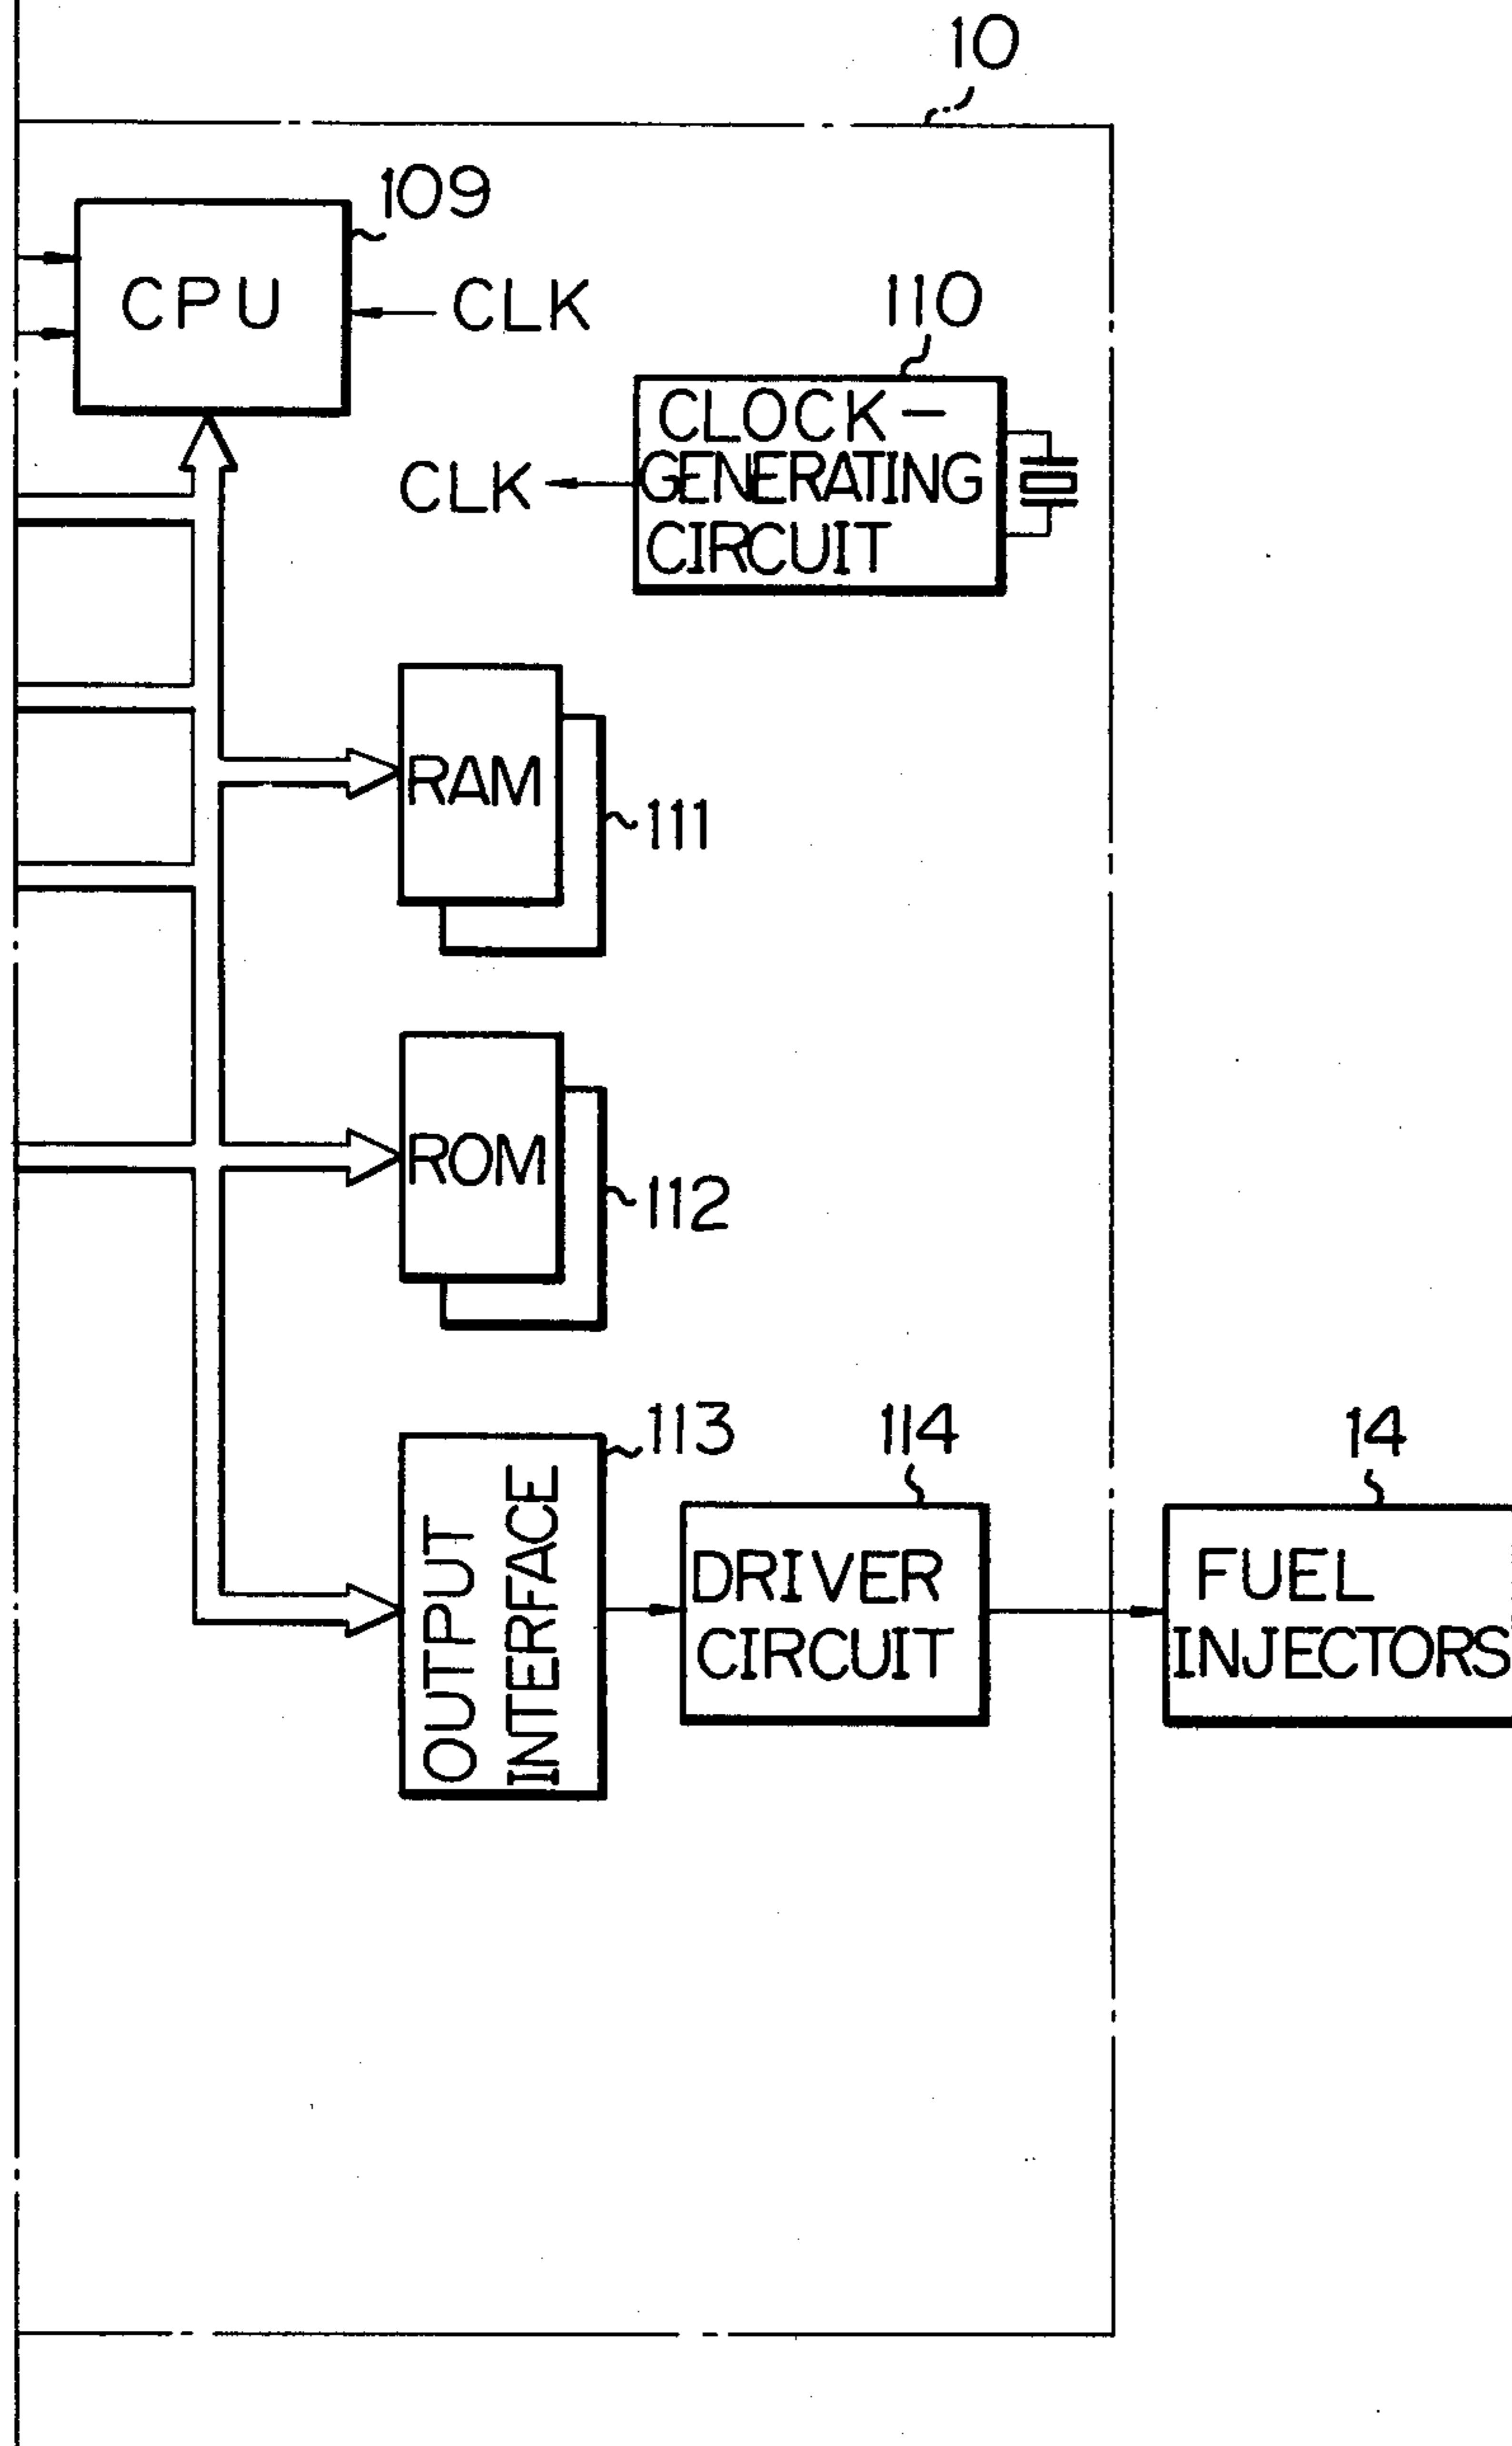 10
109
CPU
CLK
110
CLOCK-
GENERATING
CIRCUIT
CLK
RAM
111
ROM
112
113
OUTPUT
INTERFACE
114
DRIVER
CIRCUIT
14
FUEL
INJECTORS